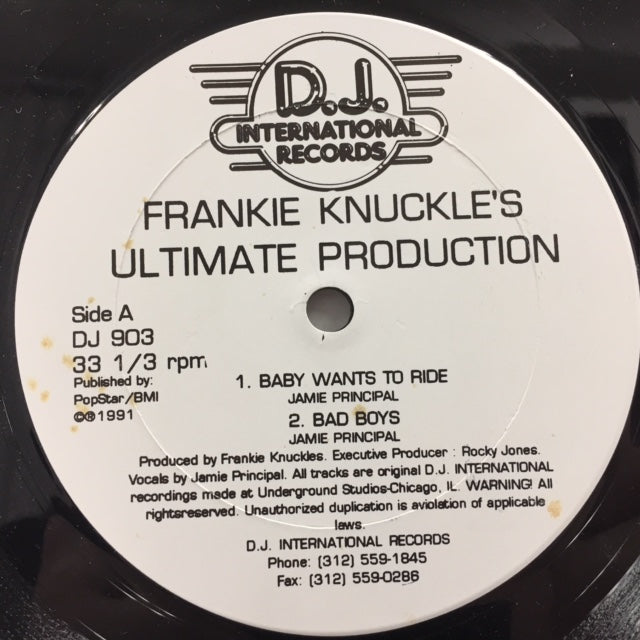 D.J.
INTERNATIONAL
RECORDS
FRANKIE KNUCKLE'S
ULTIMATE PRODUCTION
Side A
DJ 903
33 1/3 rpm
Published by:
PopStar/BMI
©℗1991
1. BABY WANTS TO RIDE
JAMIE PRINCIPAL
2. BAD BOYS
JAMIE PRINCIPAL
Produced by Frankie Knuckles. Executive Producer : Rocky Jones.
Vocals by Jamie Principal. All tracks are original D.J. INTERNATIONAL
recordings made at Underground Studios-Chicago, IL. WARNING! All
rightsreserved. Unauthorized duplication is aviolation of applicable
laws.
D.J. INTERNATIONAL RECORDS
Phone: (312) 559-1845
Fax: (312) 559-0286